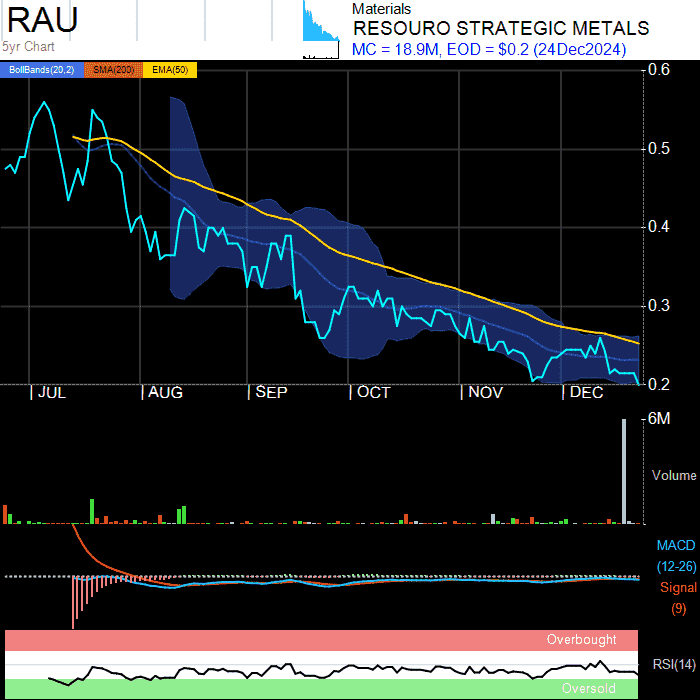 RAU
5yr Chart
Materials
RESOURO STRATEGIC METALS
MC = 18.9M, EOD = $0.2 (24Dec2024)
BollBands(20,2) SMA(200) EMA(50)
0.6
0.5
0.4
0.3
0.2
JUL AUG SEP OCT NOV DEC
6M
Volume
MACD
(12-26)
Signal
(9)
Overbought
RSI(14)
Oversold